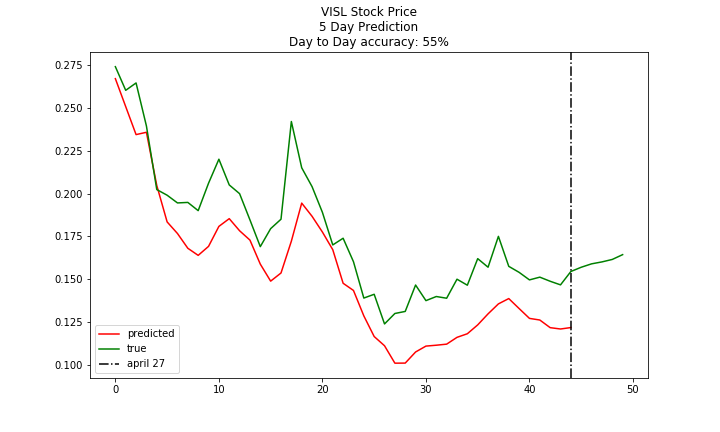 VISL Stock Price
5 Day Prediction
Day to Day accuracy: 55%
0.275
0.250
0.225
0.200
0.175
0.150
0.125
0.100
predicted
true
april 27
0 10 20 30 40 50